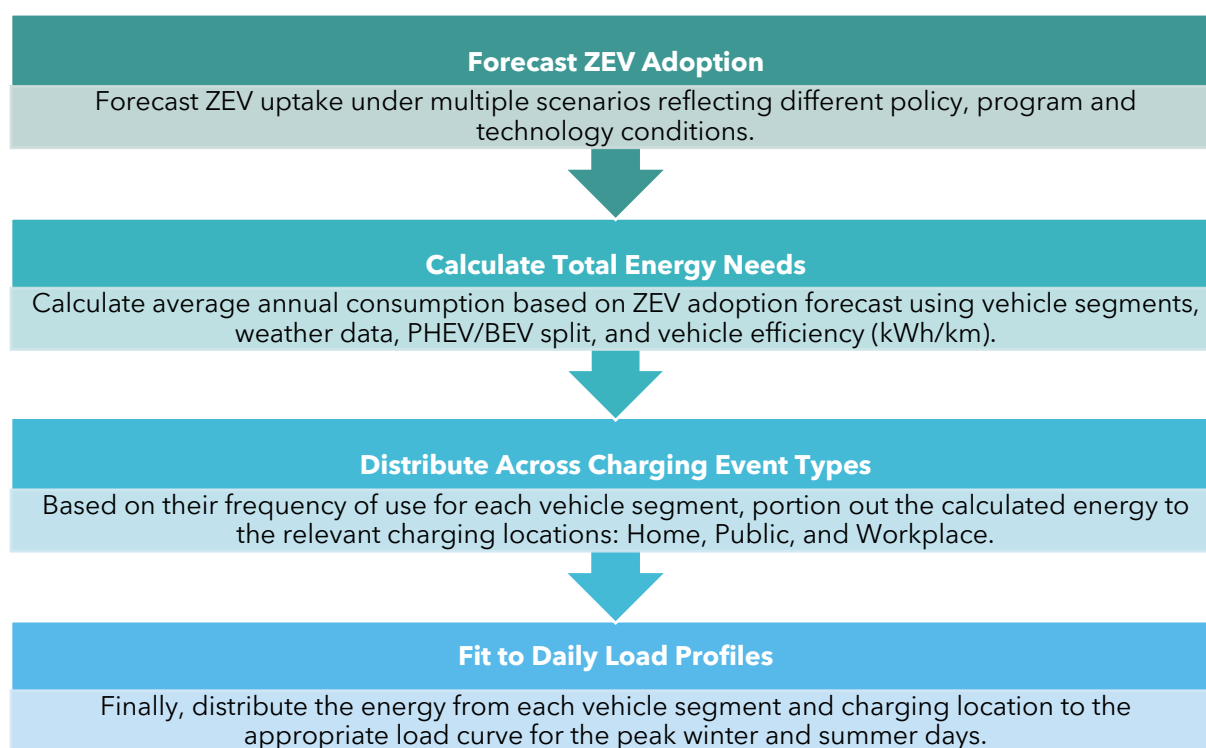 Forecast ZEV Adoption
Forecast ZEV uptake under multiple scenarios reflecting different policy, program and
technology conditions.
Calculate Total Energy Needs
Calculate average annual consumption based on ZEV adoption forecast using vehicle segments,
weather data, PHEV/BEV split, and vehicle efficiency (kWh/km).
Distribute Across Charging Event Types
Based on their frequency of use for each vehicle segment, portion out the calculated energy to
the relevant charging locations: Home, Public, and Workplace.
Fit to Daily Load Profiles
Finally, distribute the energy from each vehicle segment and charging location to the
appropriate load curve for the peak winter and summer days.